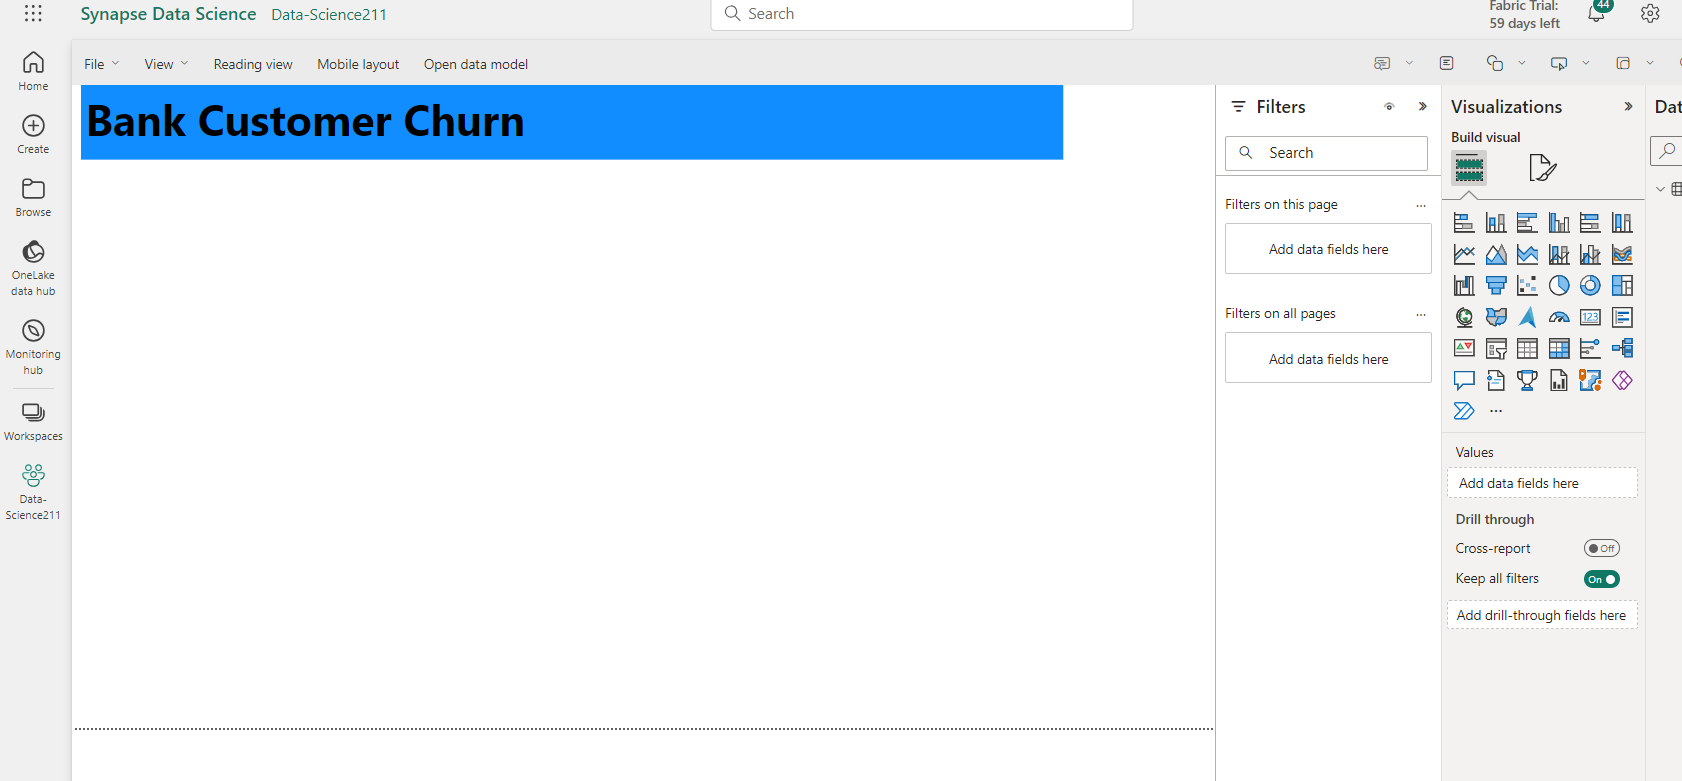 Synapse Data Science Data-Science211
Search
Fabric Trial:
59 days left
44
Home
Create
Browse
OneLake
data hub
Monitoring
hub
Workspaces
Data-
Science211
File View Reading view Mobile layout Open data model
Bank Customer Churn
Filters
Search
Filters on this page ...
Add data fields here
Filters on all pages ...
Add data fields here
Visualizations
Build visual
123
...
Values
Add data fields here
Drill through
Cross-report Off
Keep all filters On
Add drill-through fields here
Dat